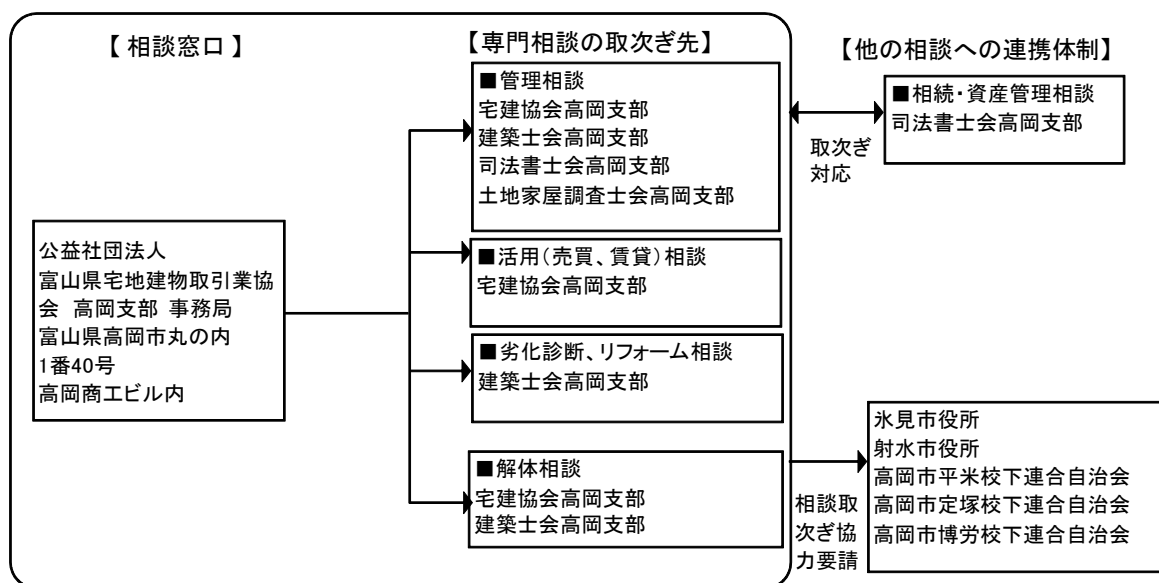 【 相談窓口 】
公益社団法人
富山県宅地建物取引業協
会 高岡支部 事務局
富山県高岡市丸の内
1番40号
高岡商工ビル内
【専門相談の取次ぎ先】
■管理相談
宅建協会高岡支部
建築士会高岡支部
司法書士会高岡支部
土地家屋調査士会高岡支部
■活用(売買、賃貸)相談
宅建協会高岡支部
■劣化診断、リフォーム相談
建築士会高岡支部
■解体相談
宅建協会高岡支部
建築士会高岡支部
【他の相談への連携体制】
■相続・資産管理相談
司法書士会高岡支部
取次ぎ
対応
氷見市役所
射水市役所
高岡市平米校下連合自治会
高岡市定塚校下連合自治会
高岡市博労校下連合自治会
相談取
次ぎ協
力要請